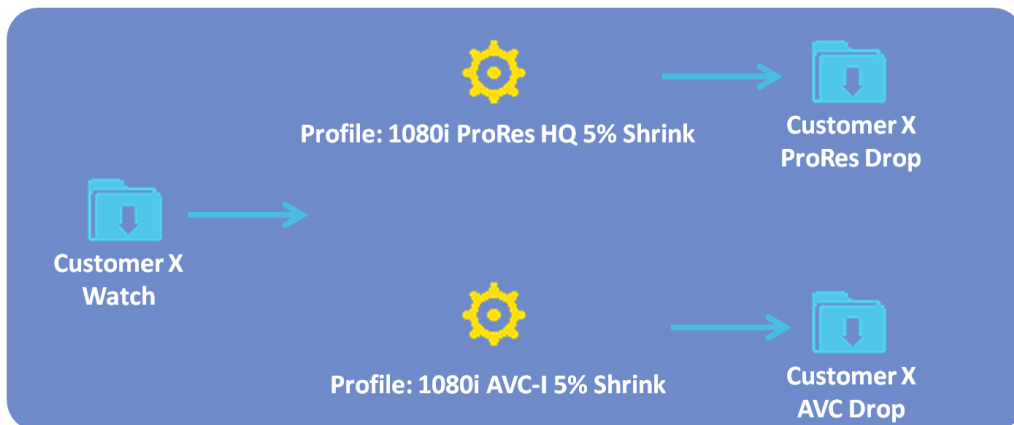 Profile: 1080i ProRes HQ 5% Shrink
Customer X
ProRes Drop
Customer X
Watch
Profile: 1080i AVC-I 5% Shrink
Customer X
AVC Drop